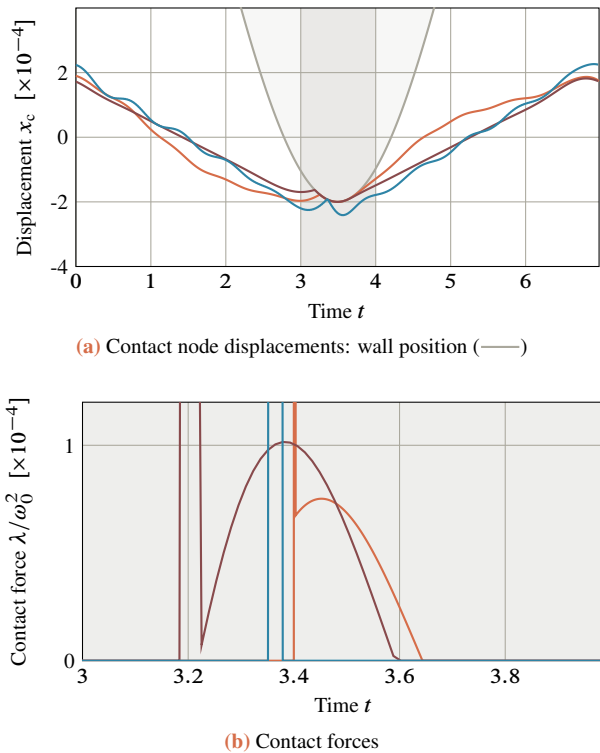 Displacement x_c [×10⁻⁴]
2
0
-2
-4
0 1 2 3 4 5 6
Time t
(a) Contact node displacements: wall position (—)
Contact force λ/ω₀² [×10⁻⁴]
1
0
3 3.2 3.4 3.6 3.8
Time t
(b) Contact forces